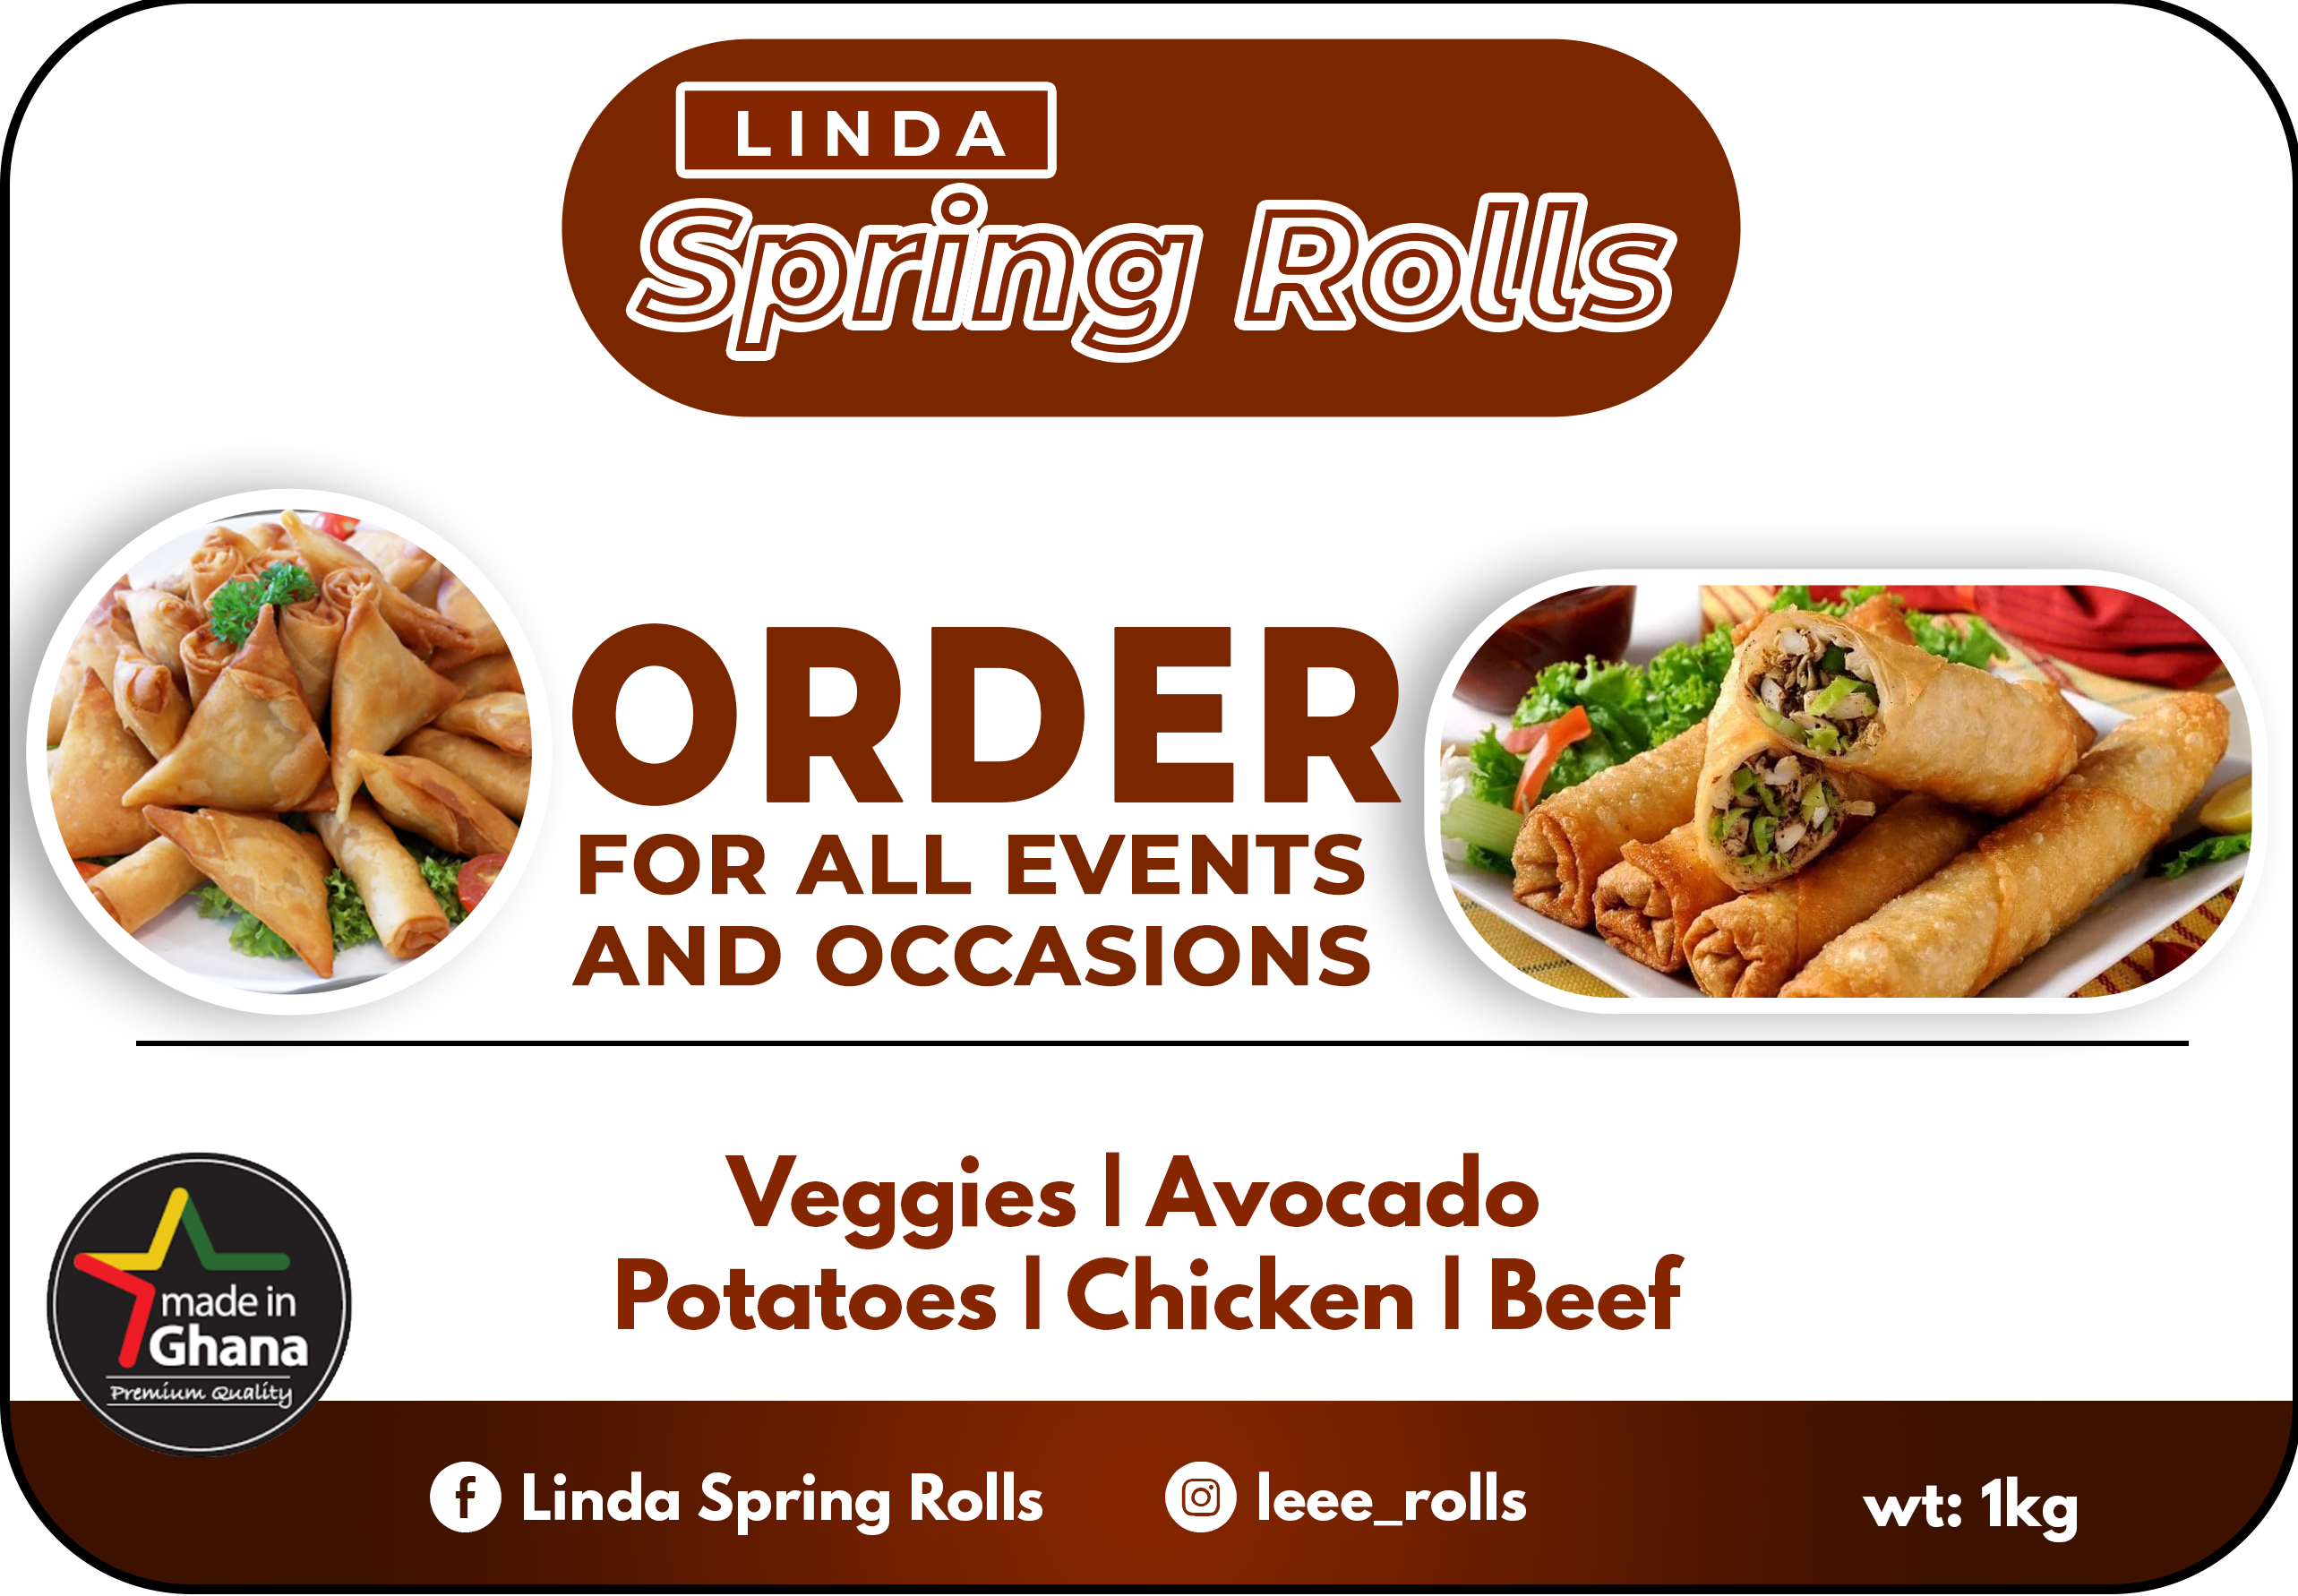 LINDA
Spring Rolls
ORDER
FOR ALL EVENTS
AND OCCASIONS
Veggies | Avocado
Potatoes | Chicken | Beef
made in
Ghana
Premium Quality
Linda Spring Rolls
leee_rolls
wt: 1kg